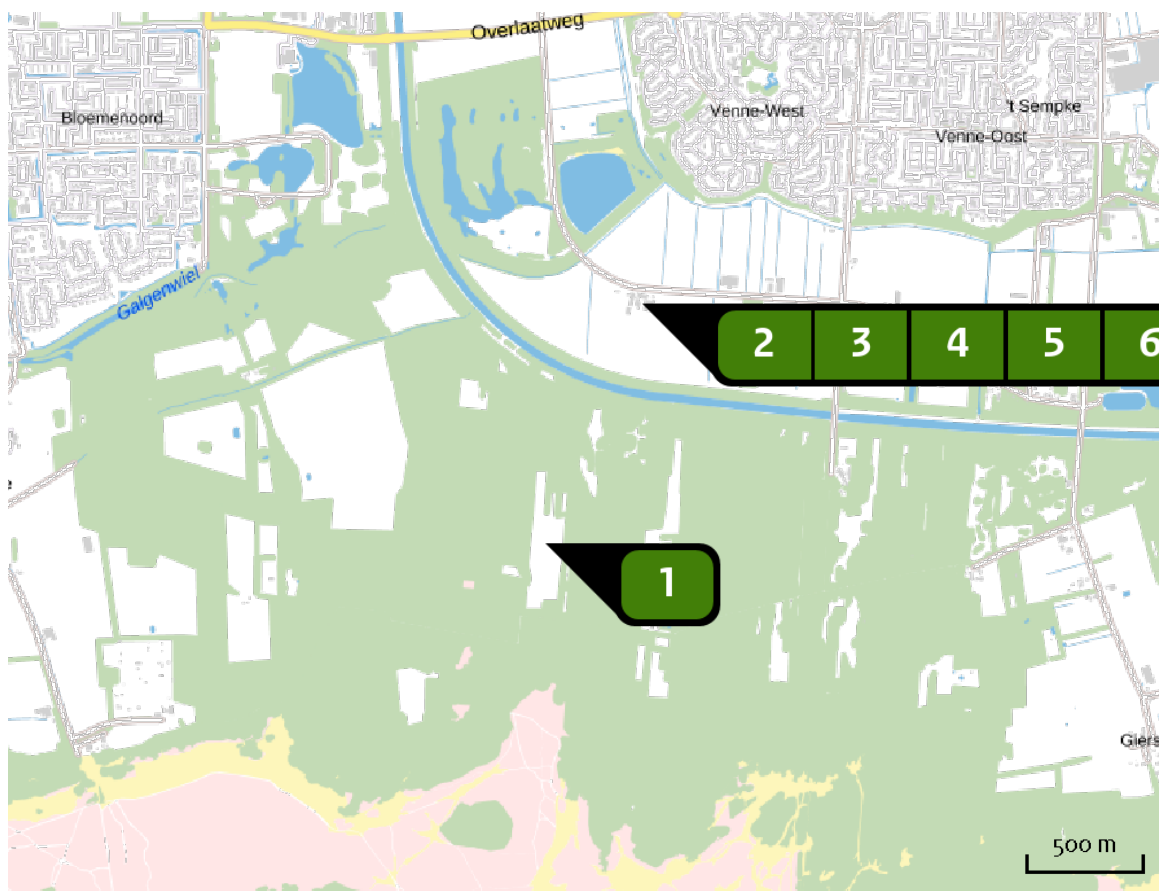 Overlaatweg
't Sempke
Venne-West
Bloemenoord
Venne-Oost
Galgenwiel
2 3 4 5 6
e
1
Giers
500 m